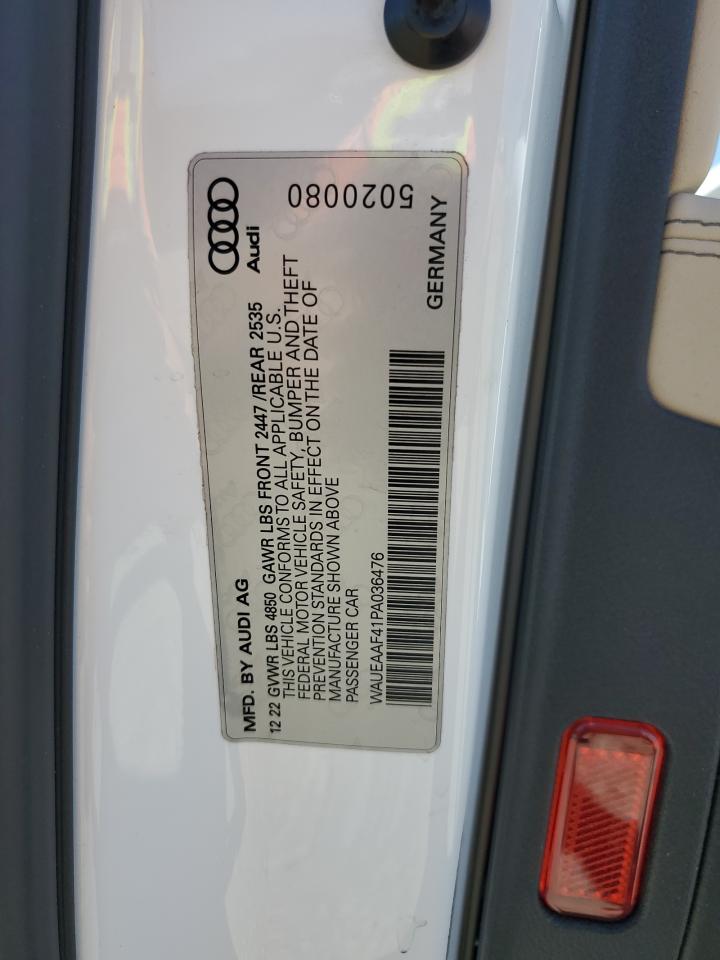 MFD. BY AUDI AG
Audi
12 22 GVWR LBS 4850 GAWR LBS FRONT 2447 /REAR 2535
THIS VEHICLE CONFORMS TO ALL APPLICABLE U.S.
FEDERAL MOTOR VEHICLE SAFETY, BUMPER AND THEFT
PREVENTION STANDARDS IN EFFECT ON THE DATE OF
MANUFACTURE SHOWN ABOVE
PASSENGER CAR
WAUEAAF41PA036476
5020080
GERMANY